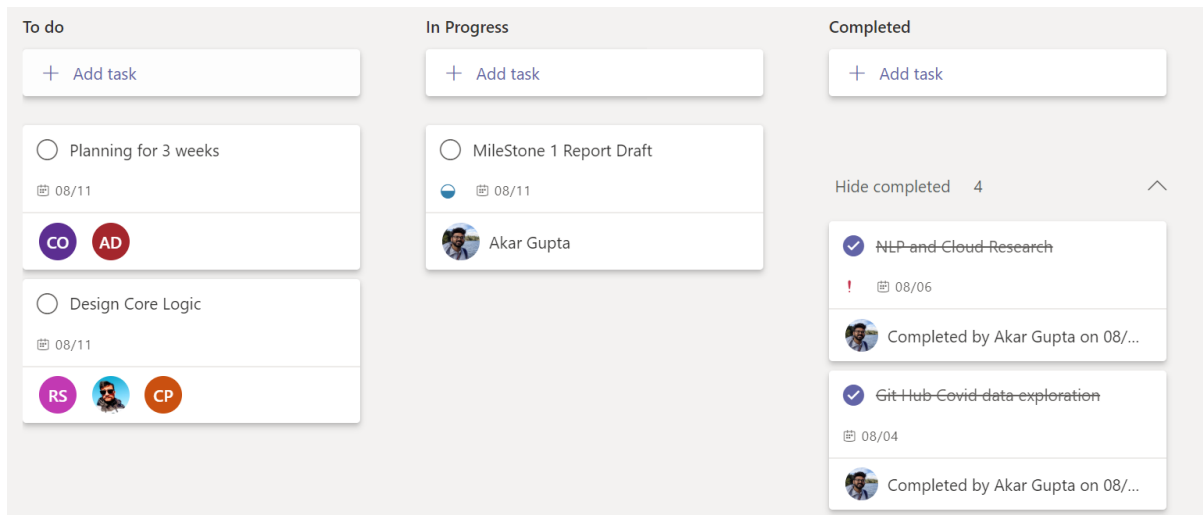 To do
+ Add task
Planning for 3 weeks
08/11
CO AD
Design Core Logic
08/11
RS CP
In Progress
+ Add task
MileStone 1 Report Draft
08/11
Akar Gupta
Completed
+ Add task
Hide completed 4
NLP and Cloud Research
! 08/06
Completed by Akar Gupta on 08/...
Git Hub Covid data exploration
08/04
Completed by Akar Gupta on 08/...